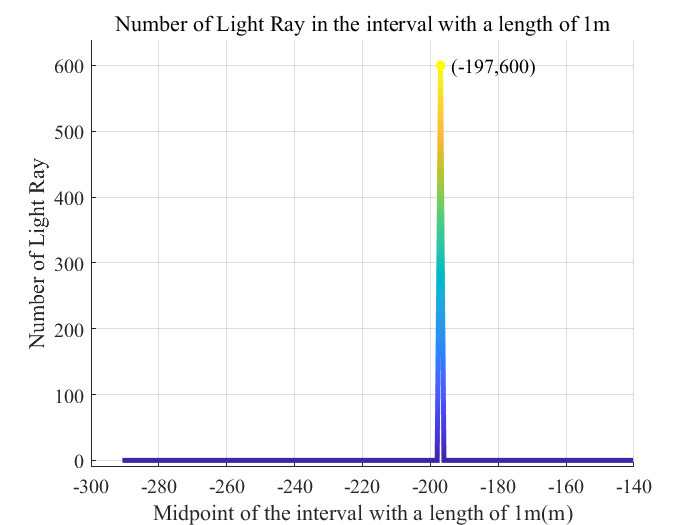 Number of Light Ray in the interval with a length of 1m
(-197,600)
600
500
400
300
200
100
0
Number of Light Ray
-300 -280 -260 -240 -220 -200 -180 -160 -140
Midpoint of the interval with a length of 1m(m)